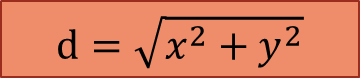 d = √(x² + y²)